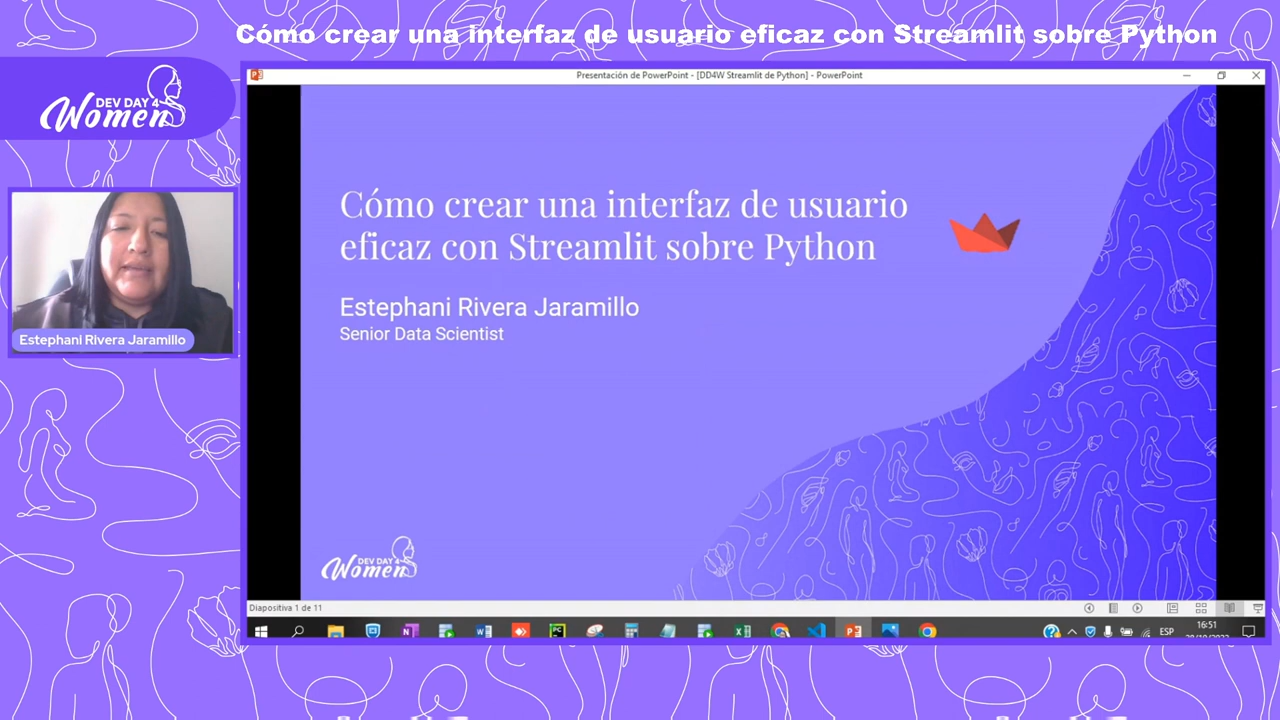 Cómo crear una interfaz de usuario eficaz con Streamlit sobre Python
DEV DAY 4
Women
Presentación de PowerPoint - [DD4W Streamlit de Python] - PowerPoint
Cómo crear una interfaz de usuario
eficaz con Streamlit sobre Python
Estephani Rivera Jaramillo
Senior Data Scientist
Estephani Rivera Jaramillo
DEV DAY 4
Women
Diapositiva 1 de 11
ESP
16:51